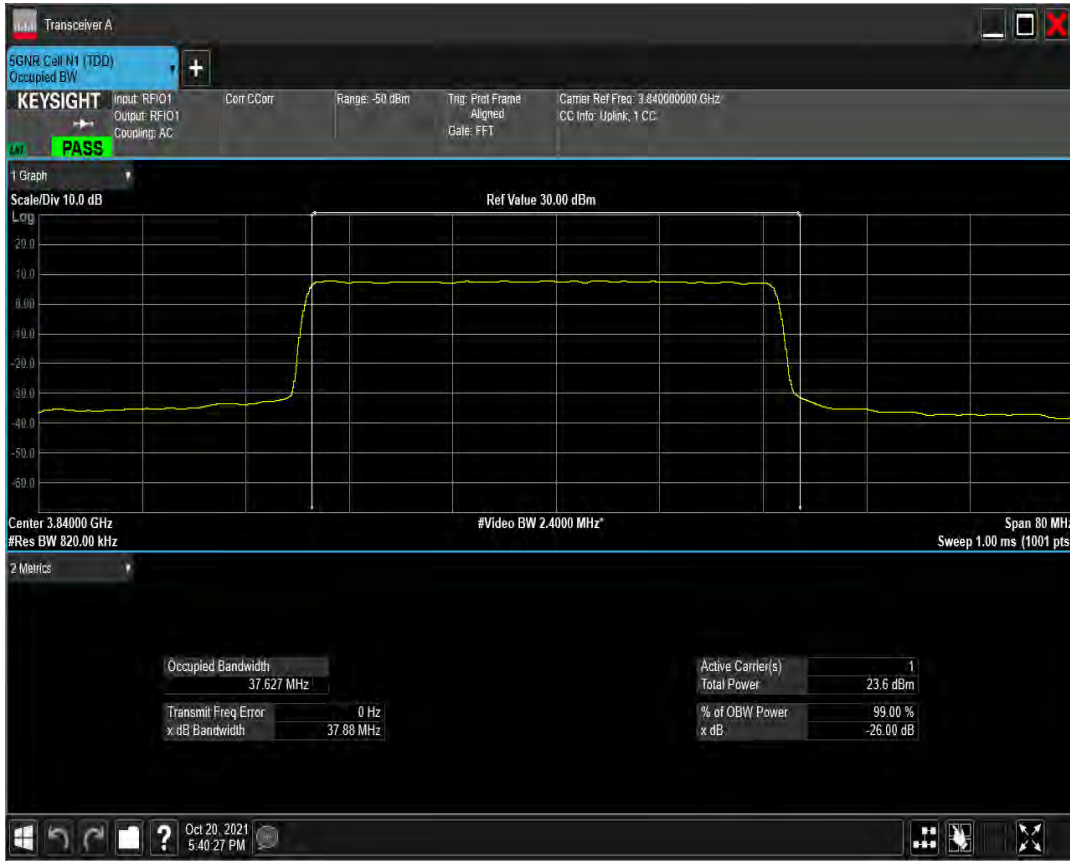 Transceiver A
5GNR Cell N1 (TDD)
Occupied BW
KEYSIGHT
PASS
Input: RFIO1
Output: RFIO1
Coupling: AC
Corr CCorr
Range: -50 dBm
Trig: Prot Frame
Aligned
Gate: FFT
Carrier Ref Freq: 3.840000000 GHz
CC Info: Uplink, 1 CC
1 Graph
Scale/Div 10.0 dB
Ref Value 30.00 dBm
Log
20.0
10.0
0.00
-10.0
-20.0
-30.0
-40.0
-50.0
-60.0
Center 3.84000 GHz
#Video BW 2.4000 MHz*
Span 80 MHz
#Res BW 820.00 kHz
Sweep 1.00 ms (1001 pts
2 Metrics
Occupied Bandwidth
37.627 MHz
Transmit Freq Error 0 Hz
x dB Bandwidth 37.88 MHz
Active Carrier(s) 1
Total Power 23.6 dBm
% of OBW Power 99.00 %
x dB -26.00 dB
?
Oct 20, 2021
5:40:27 PM